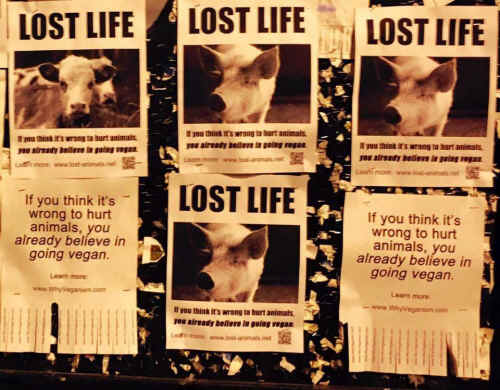 LOST LIFE
If you think it's wrong to hurt animals,
you already believe in going vegan.
Learn more: www.lost-animals.net
LOST LIFE
If you think it's wrong to hurt animals,
you already believe in going vegan.
Learn more: www.lost-animals.net
LOST LIFE
If you think it's wrong to hurt animals,
you already believe in going vegan.
Learn more: www.lost-animals.net
If you think it's
wrong to hurt
animals, you
already believe in
going vegan.
Learn more:
www.WhyVeganism.com
LOST LIFE
If you think it's wrong to hurt animals,
you already believe in going vegan.
Learn more: www.lost-animals.net
If you think it's
wrong to hurt
animals, you
already believe in
going vegan.
Learn more:
www.WhyVeganism.com